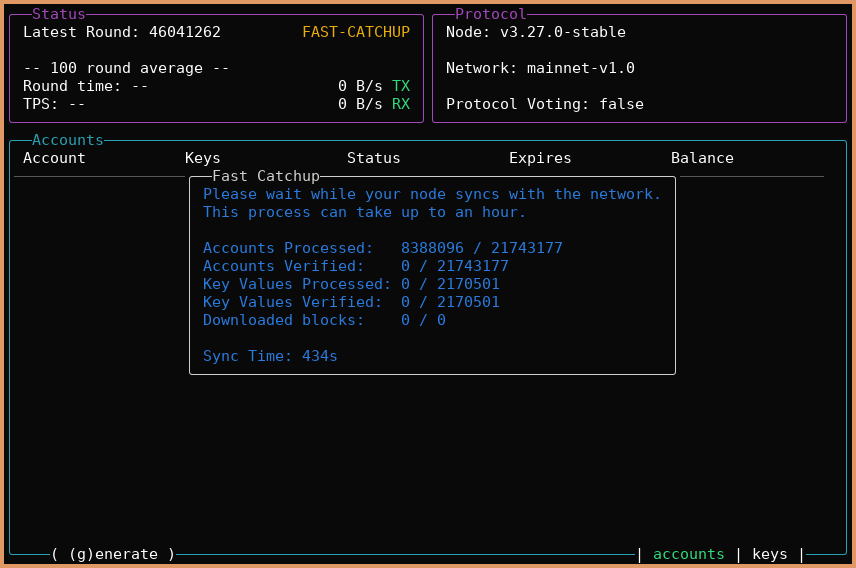 Status
Latest Round: 46041262 FAST-CATCHUP
-- 100 round average --
Round time: -- 0 B/s TX
TPS: -- 0 B/s RX
Protocol
Node: v3.27.0-stable
Network: mainnet-v1.0
Protocol Voting: false
Accounts
Account Keys Status Expires Balance
Fast Catchup
Please wait while your node syncs with the network.
This process can take up to an hour.
Accounts Processed: 8388096 / 21743177
Accounts Verified: 0 / 21743177
Key Values Processed: 0 / 2170501
Key Values Verified: 0 / 2170501
Downloaded blocks: 0 / 0
Sync Time: 434s
( (g)enerate ) | accounts | keys |